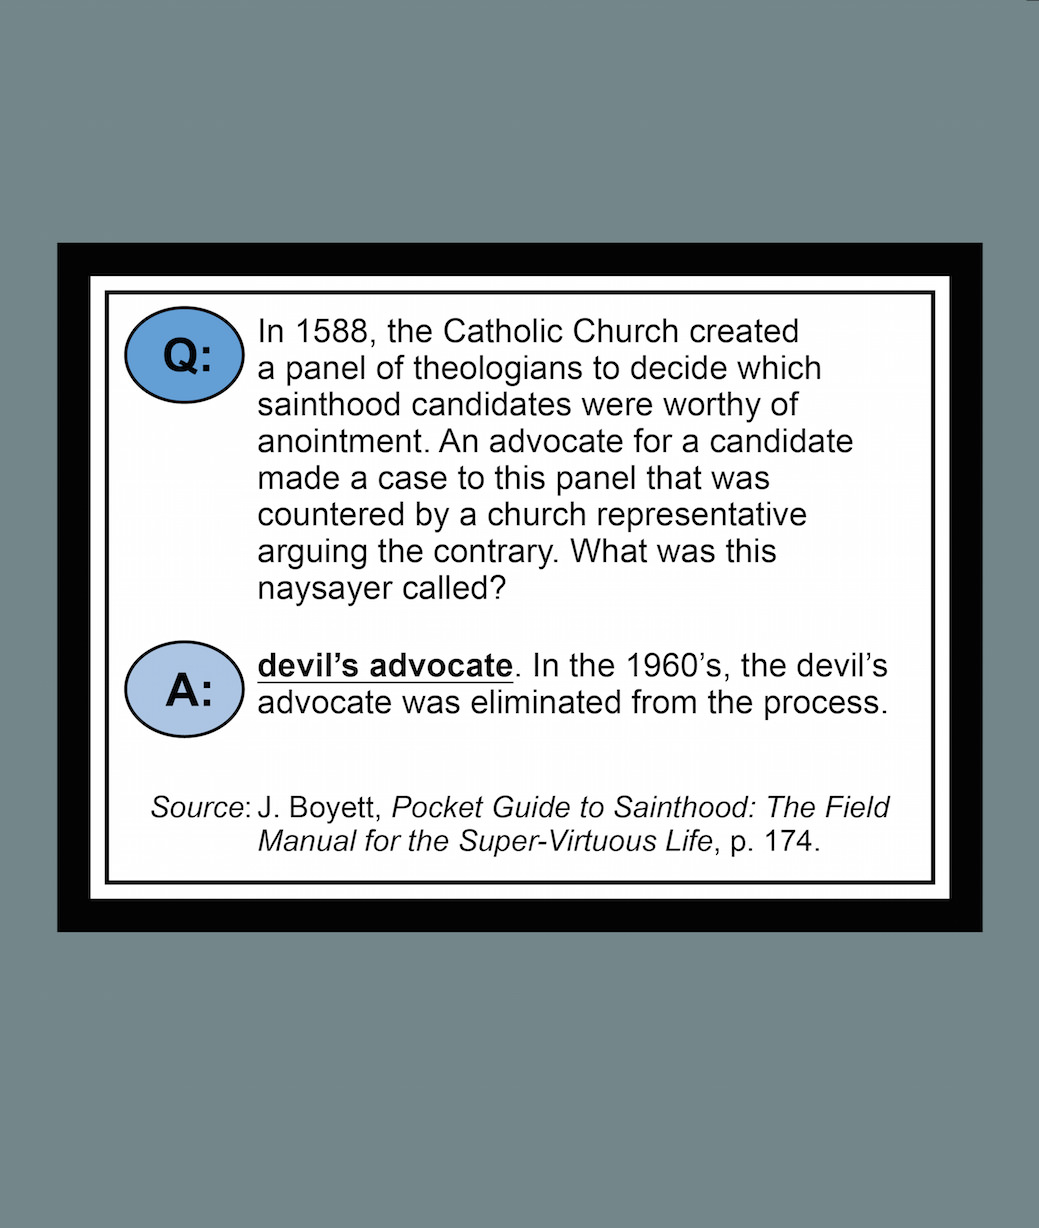 Q:
In 1588, the Catholic Church created
a panel of theologians to decide which
sainthood candidates were worthy of
anointment. An advocate for a candidate
made a case to this panel that was
countered by a church representative
arguing the contrary. What was this
naysayer called?
A:
devil’s advocate. In the 1960’s, the devil’s
advocate was eliminated from the process.
Source: J. Boyett, Pocket Guide to Sainthood: The Field
Manual for the Super-Virtuous Life, p. 174.